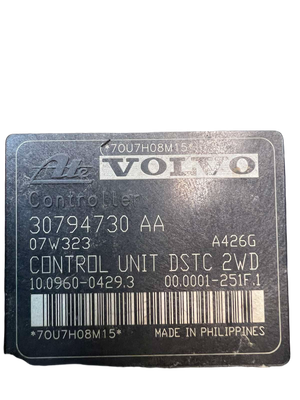 *70U7H08M15*
Ate VOLVO
Controller
30794730 AA
07W323 A426G
CONTROL UNIT DSTC 2WD
10.0960-0429.3 00.0001-251F.1
*70U7H08M15* MADE IN PHILIPPINES